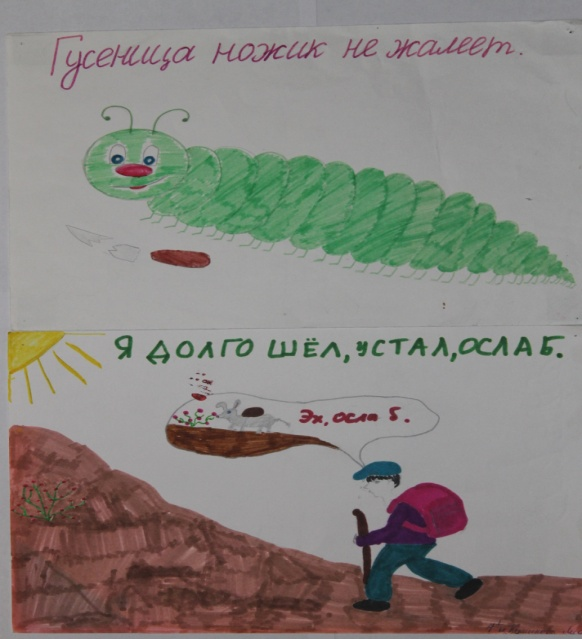 Гусеница ножик не жалеет.
Я ДОЛГО ШЁЛ, УСТАЛ, ОСЛАБ.
Эх, осла б.